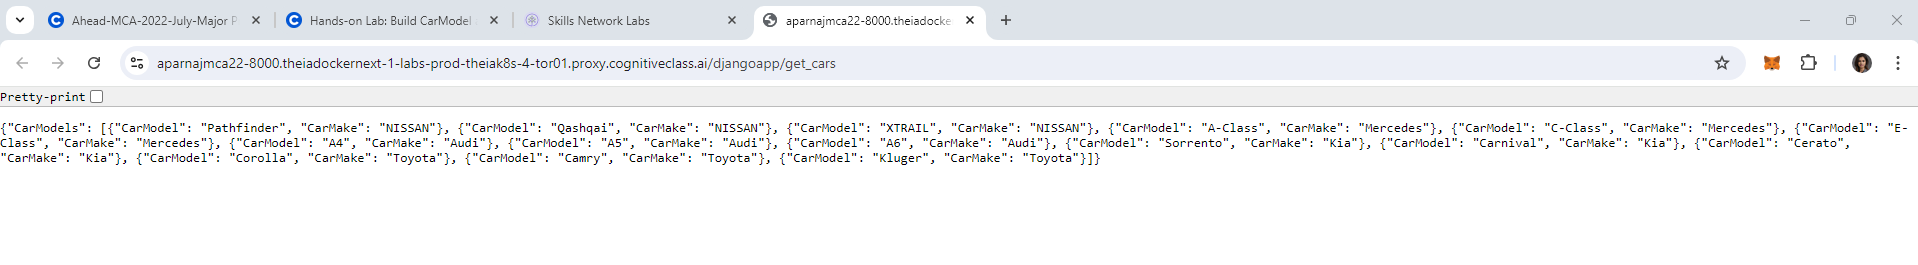 Ahead-MCA-2022-July-Major P
Hands-on Lab: Build CarModel
Skills Network Labs
aparnajmca22-8000.theiadocker
aparnajmca22-8000.theiadockernext-1-labs-prod-theiak8s-4-tor01.proxy.cognitiveclass.ai/djangoapp/get_cars
Pretty-print
{"CarModels": [{"CarModel": "Pathfinder", "CarMake": "NISSAN"}, {"CarModel": "Qashqai", "CarMake": "NISSAN"}, {"CarModel": "XTRAIL", "CarMake": "NISSAN"}, {"CarModel": "A-Class", "CarMake": "Mercedes"}, {"CarModel": "C-Class", "CarMake": "Mercedes"}, {"CarModel": "E-
Class", "CarMake": "Mercedes"}, {"CarModel": "A4", "CarMake": "Audi"}, {"CarModel": "A5", "CarMake": "Audi"}, {"CarModel": "A6", "CarMake": "Audi"}, {"CarModel": "Sorrento", "CarMake": "Kia"}, {"CarModel": "Carnival", "CarMake": "Kia"}, {"CarModel": "Cerato",
"CarMake": "Kia"}, {"CarModel": "Corolla", "CarMake": "Toyota"}, {"CarModel": "Camry", "CarMake": "Toyota"}, {"CarModel": "Kluger", "CarMake": "Toyota"}]}